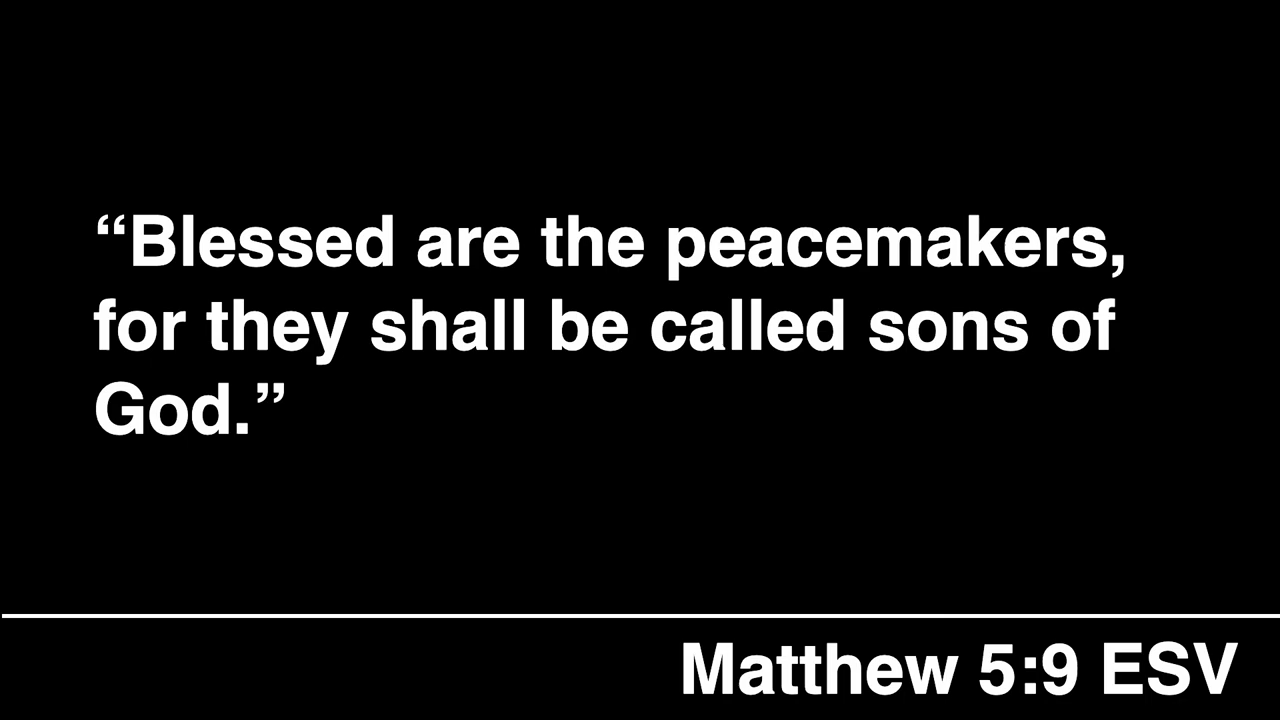 “Blessed are the peacemakers,
for they shall be called sons of
God.”
Matthew 5:9 ESV